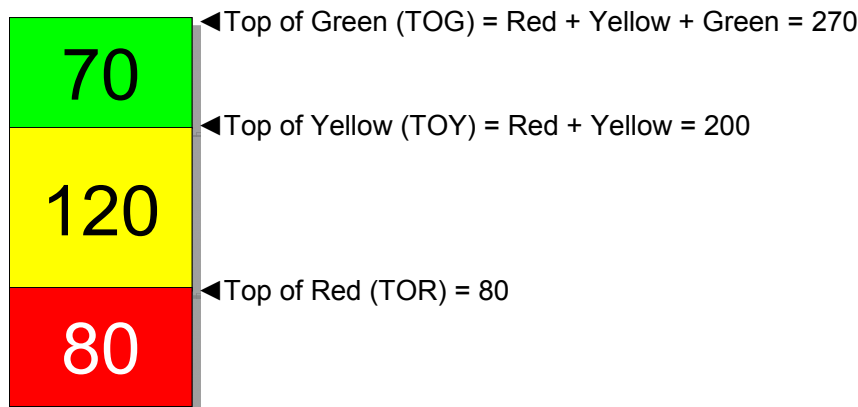 70
◄Top of Green (TOG) = Red + Yellow + Green = 270
◄Top of Yellow (TOY) = Red + Yellow = 200
120
◄Top of Red (TOR) = 80
80